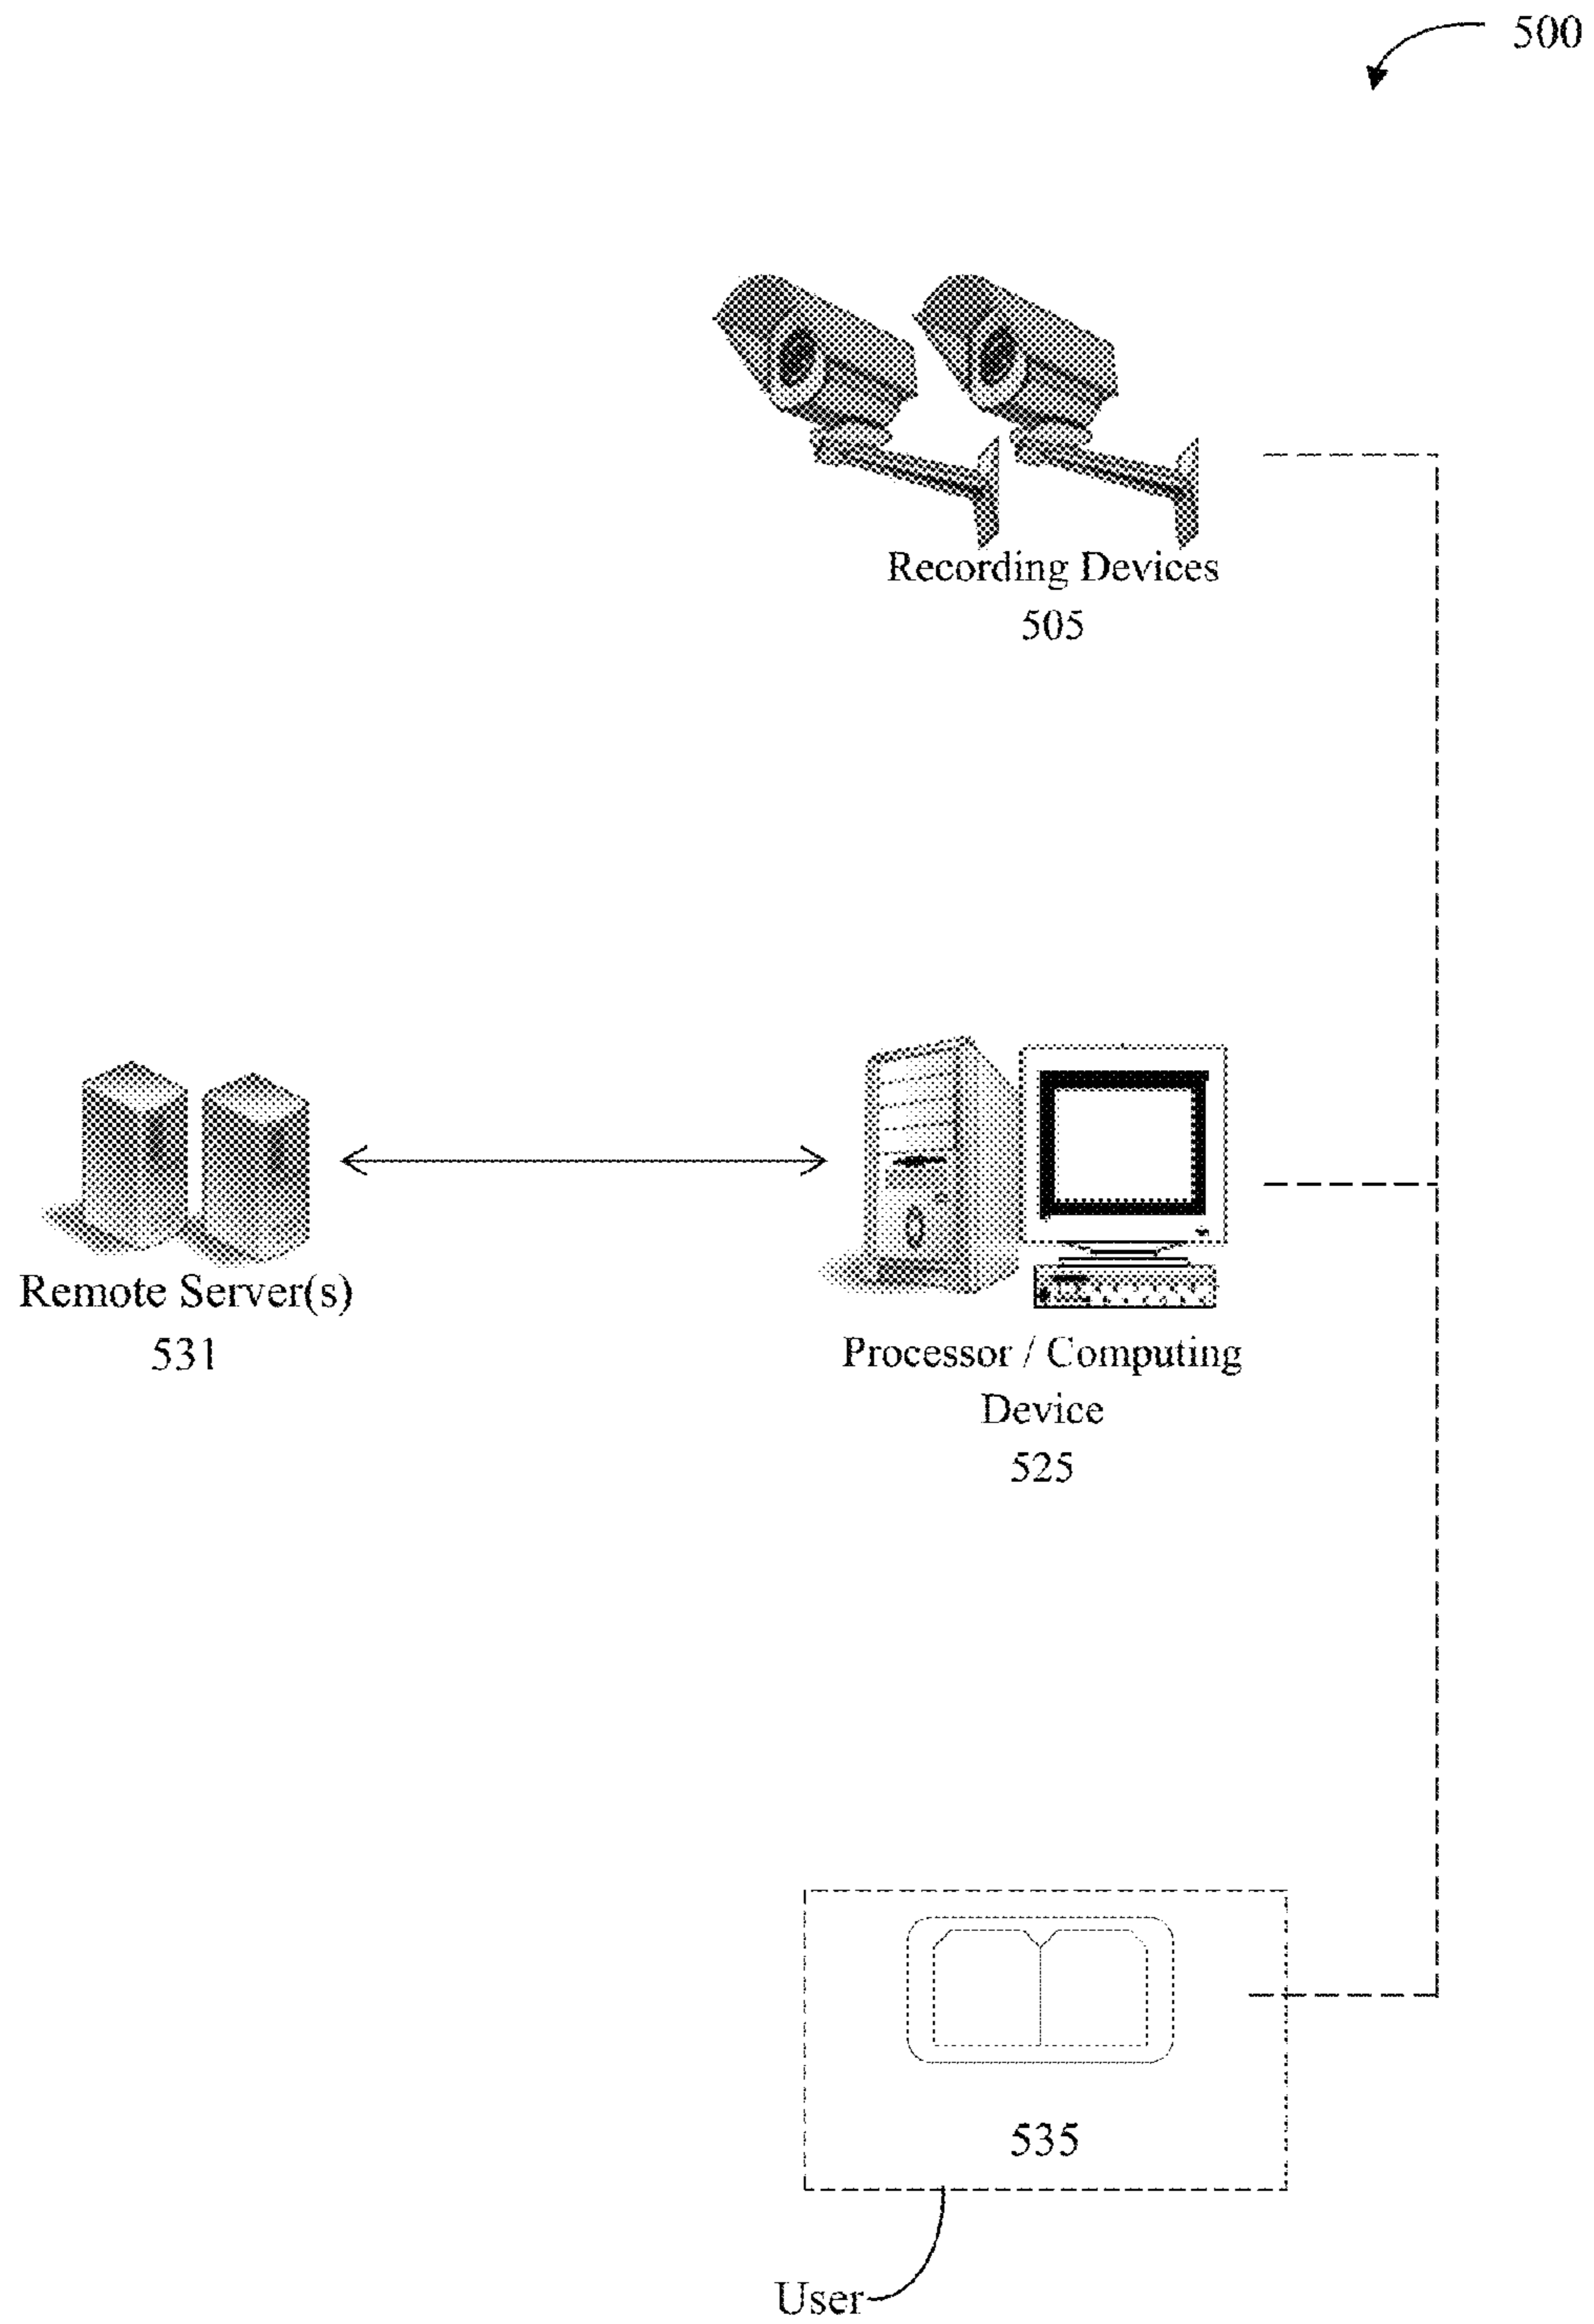 500
Recording Devices
505
Remote Server(s)
531
Processor / Computing
Device
525
535
User